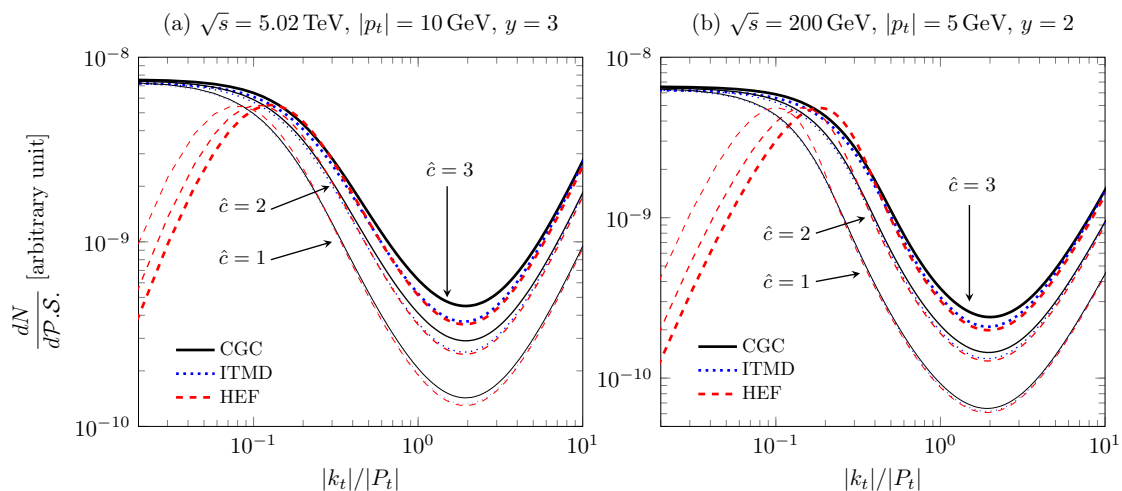 (a) √s = 5.02 TeV, |p_t| = 10 GeV, y = 3
10^−8
10^−9
10^−10
dN/d𝒫.𝒮. [arbitrary unit]
ĉ = 3
ĉ = 2
ĉ = 1
CGC
ITMD
HEF
10^−1
10^0
10^1
|k_t|/|P_t|
(b) √s = 200 GeV, |p_t| = 5 GeV, y = 2
10^−8
10^−9
10^−10
ĉ = 3
ĉ = 2
ĉ = 1
CGC
ITMD
HEF
10^−1
10^0
10^1
|k_t|/|P_t|